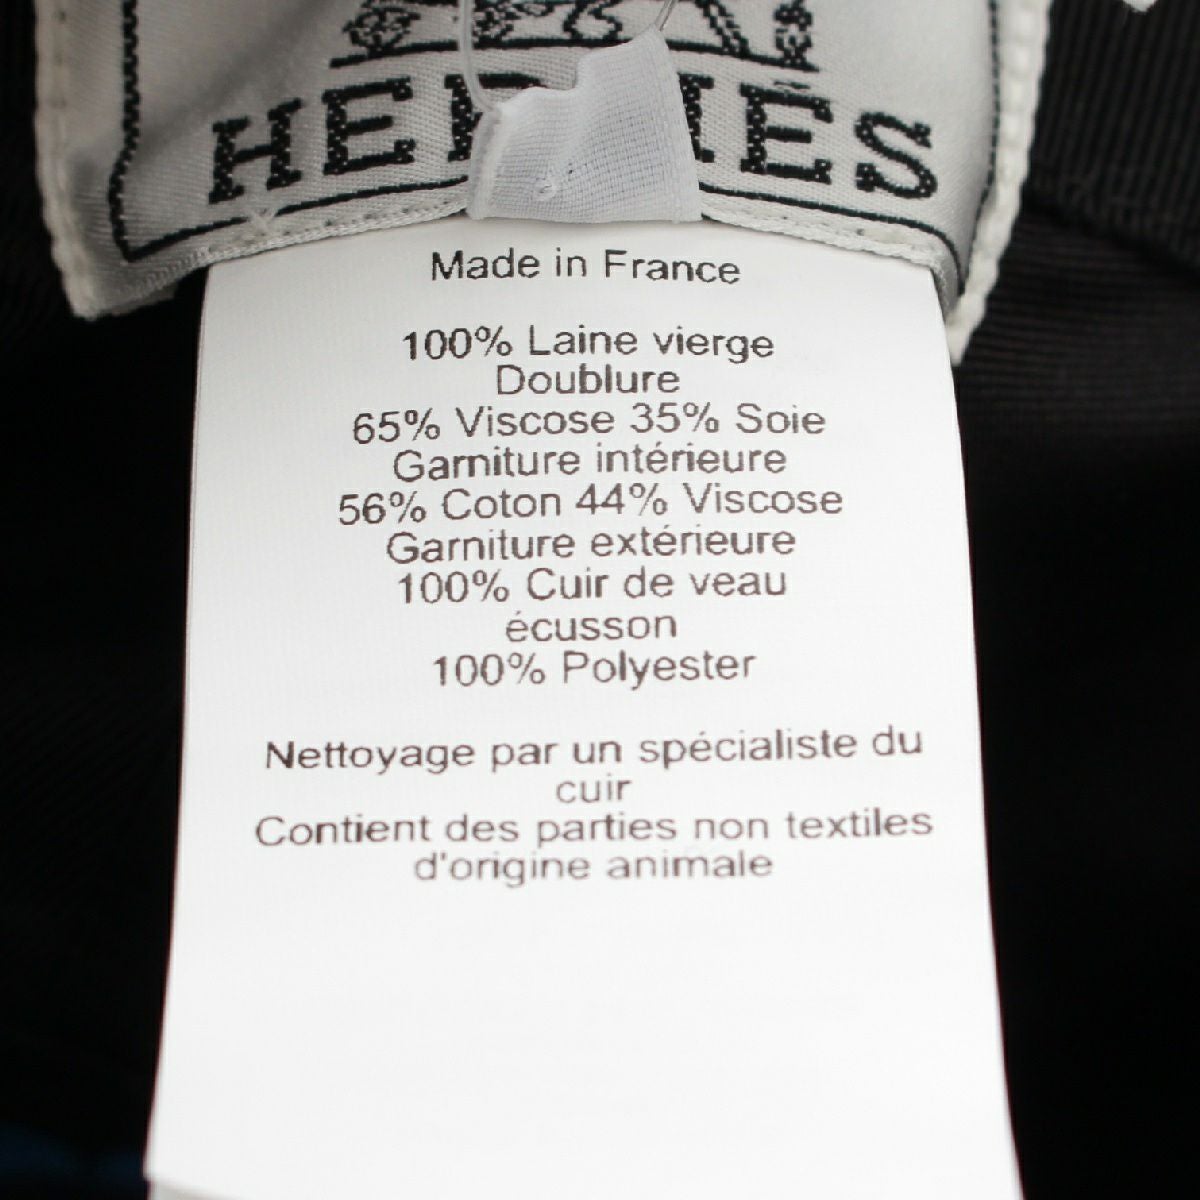 HERMÈS
Made in France
100% Laine vierge
Doublure
65% Viscose 35% Soie
Garniture intérieure
56% Coton 44% Viscose
Garniture extérieure
100% Cuir de veau
écusson
100% Polyester
Nettoyage par un spécialiste du
cuir
Contient des parties non textiles
d'origine animale